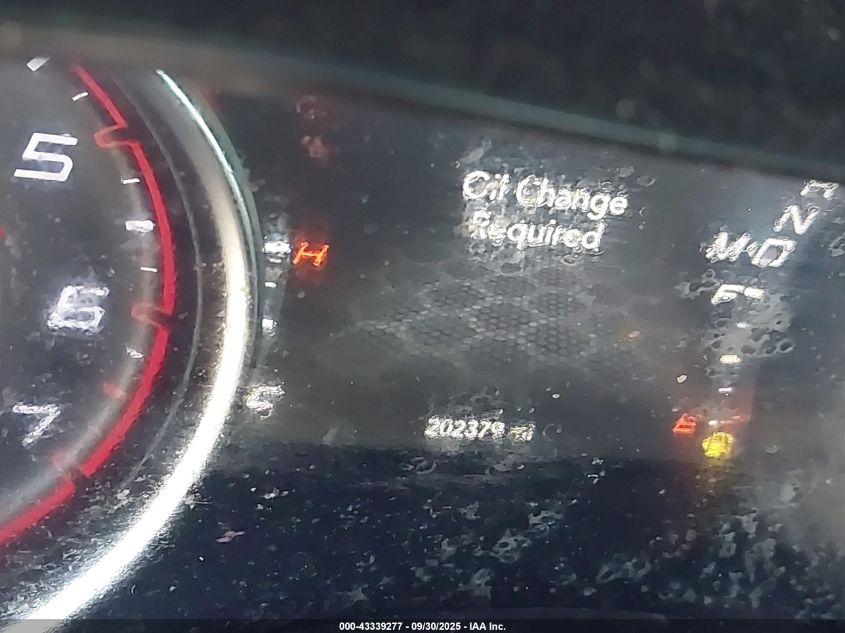 5
6
7
H
C
Oil Change
Required
N
M D
F
202379 mi
E
000-43339277 - 09/30/2025 - IAA Inc.